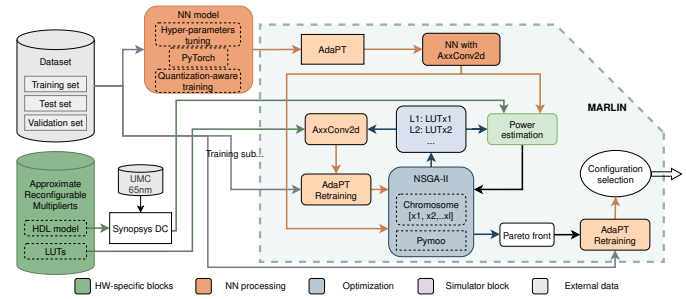 NN model
Hyper-parameters
tuning
PyTorch
Quantization-aware
training
Dataset
Training set
Test set
Validation set
AdaPT
NN with
AxxConv2d
MARLIN
AxxConv2d
L1: LUTx1
L2: LUTx2
...
Power
estimation
Training sub...
UMC
65nm
Approximate
Reconfigurable
Multiplierts
HDL model
LUTs
Synopsys DC
AdaPT
Retraining
NSGA-II
Chromosome
[x1, x2,..xl]
Pymoo
Configuration
selection
Pareto front
AdaPT
Retraining
HW-specific blocks
NN processing
Optimization
Simulator block
External data